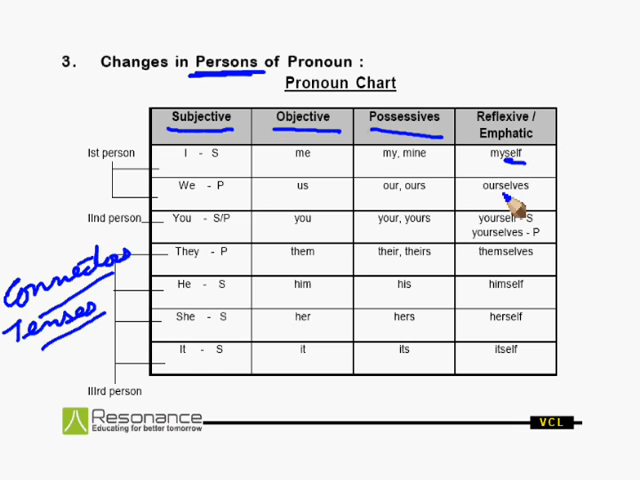 3. Changes in Persons of Pronoun :
Pronoun Chart
Subjective Objective Possessives Reflexive / Emphatic
Ist person
I - S me my, mine myself
We - P us our, ours ourselves
IInd person You - S/P you your, yours yourself - S
yourselves - P
They - P them their, theirs themselves
He - S him his himself
She - S her hers herself
It - S it its itself
IIIrd person
Connectors
Tenses
Resonance
Educating for better tomorrow
VCL